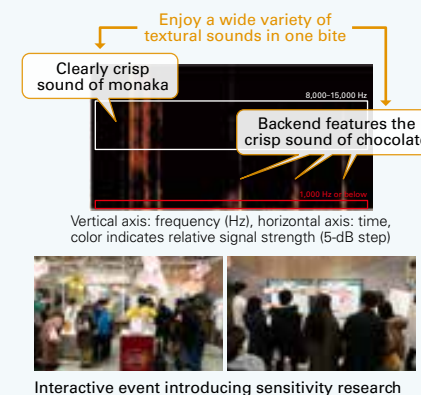 Enjoy a wide variety of
textural sounds in one bite
Clearly crisp
sound of monaka
8,000–15,000 Hz
Backend features the
crisp sound of chocolate
1,000 Hz or below
Vertical axis: frequency (Hz), horizontal axis: time,
color indicates relative signal strength (5-dB step)
Interactive event introducing sensitivity research